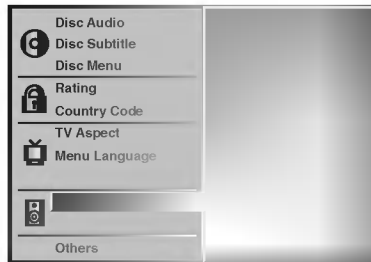 Disc Audio
Disc Subtitle
Disc Menu
Rating
Country Code
TV Aspect
Menu Language
Others